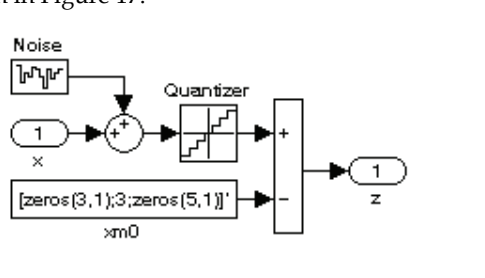 n in Figure 17.
Noise
Quantizer
1
x
+
+
+
1
z
[zeros(3,1);3;zeros(5,1)]'
−
xm0